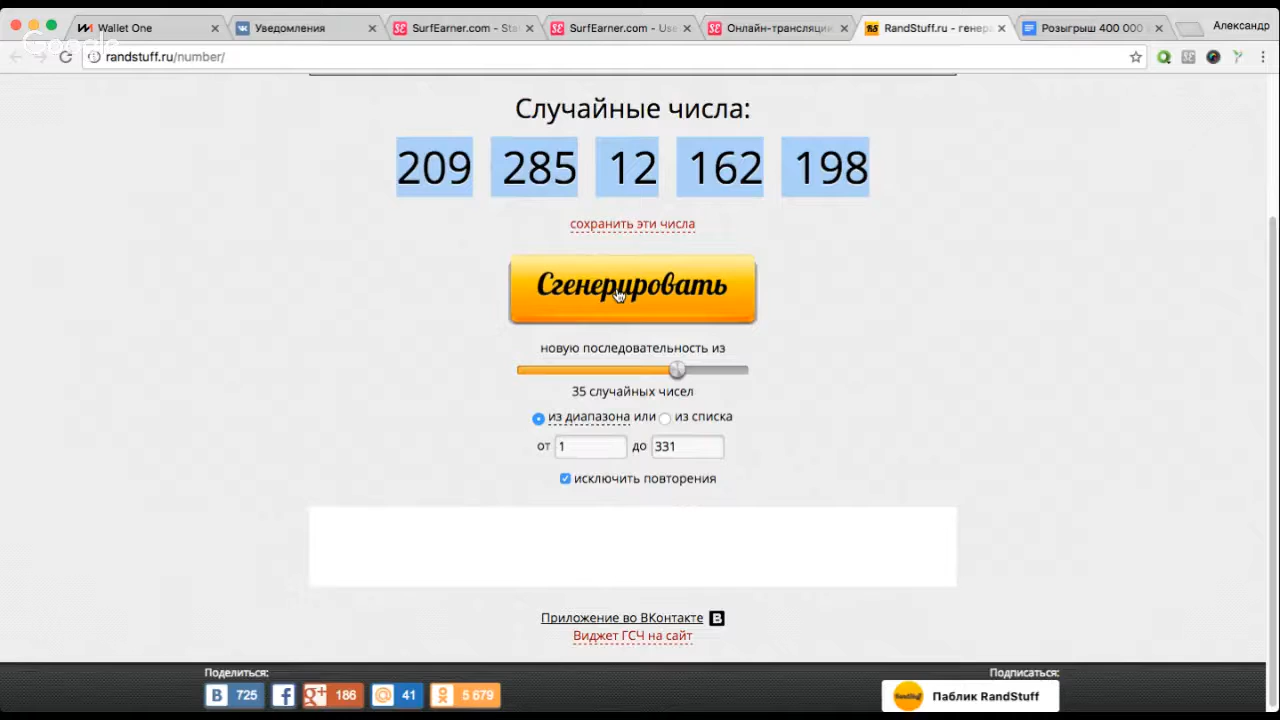 Wallet One
Уведомления
SurfEarner.com - Sta
SurfEarner.com - Use
Онлайн-трансляции
RandStuff.ru - генера
Розыгрыш 400 000
Александр
Google
randstuff.ru/number/
Случайные числа:
209 285 12 162 198
сохранить эти числа
Сгенерировать
новую последовательность из
35 случайных чисел
из диапазона или из списка
от 1 до 331
исключить повторения
Приложение во ВКонтакте B
Виджет ГСЧ на сайт
Поделиться:
Подписаться:
B 725 f g+ 186 @ 41 5 679
RandStuff Паблик RandStuff